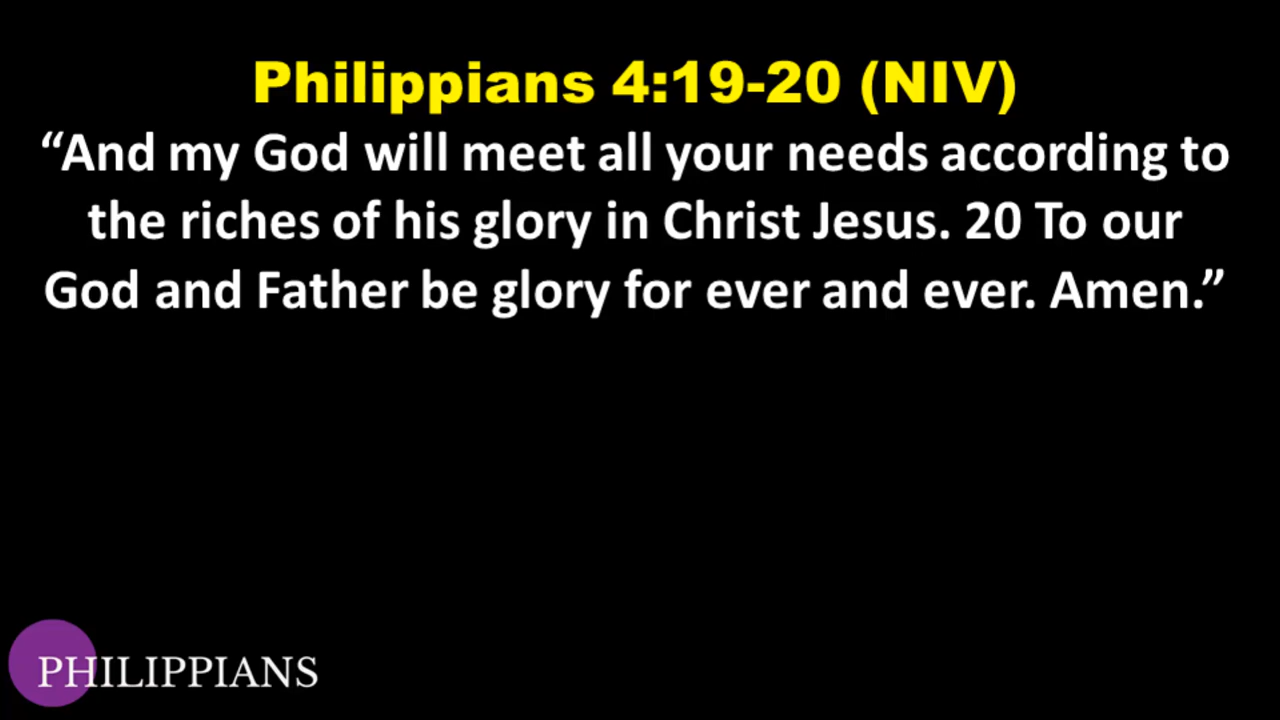 Philippians 4:19-20 (NIV)
“And my God will meet all your needs according to
the riches of his glory in Christ Jesus. 20 To our
God and Father be glory for ever and ever. Amen.”
PHILIPPIANS